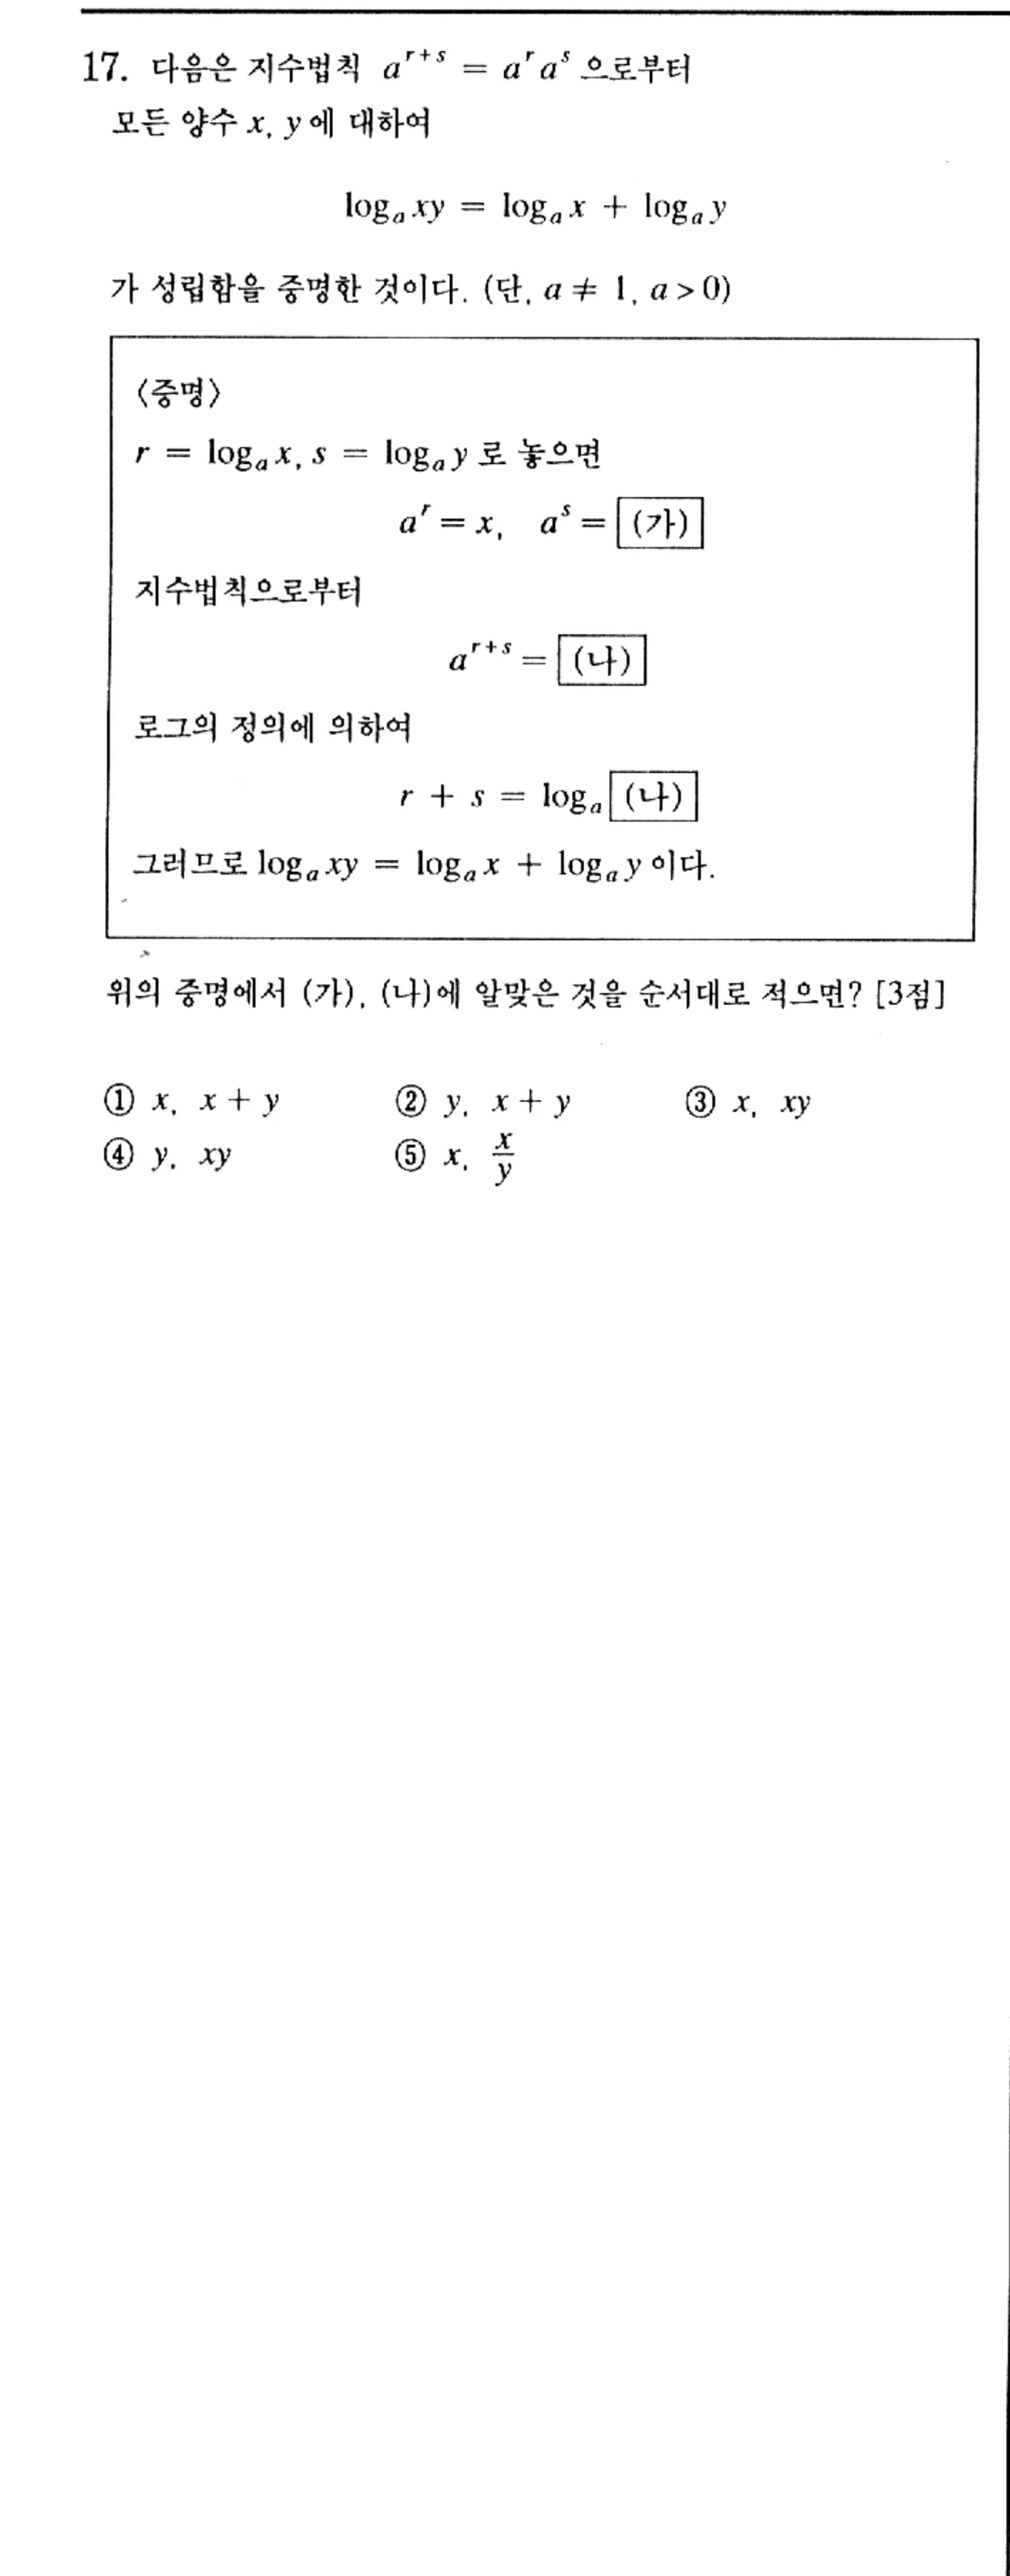 17. 다음은 지수법칙 a^{r+s} = a^r a^s 으로부터
모든 양수 x, y에 대하여
log_a xy = log_a x + log_a y
가 성립함을 증명한 것이다. (단, a ≠ 1, a > 0)
〈증명〉
r = log_a x, s = log_a y 로 놓으면
a^r = x, a^s = (가)
지수법칙으로부터
a^{r+s} = (나)
로그의 정의에 의하여
r + s = log_a (나)
그러므로 log_a xy = log_a x + log_a y 이다.
위의 증명에서 (가), (나)에 알맞은 것을 순서대로 적으면? [3점]
① x, x + y ② y, x + y ③ x, xy
④ y, xy ⑤ x, x/y